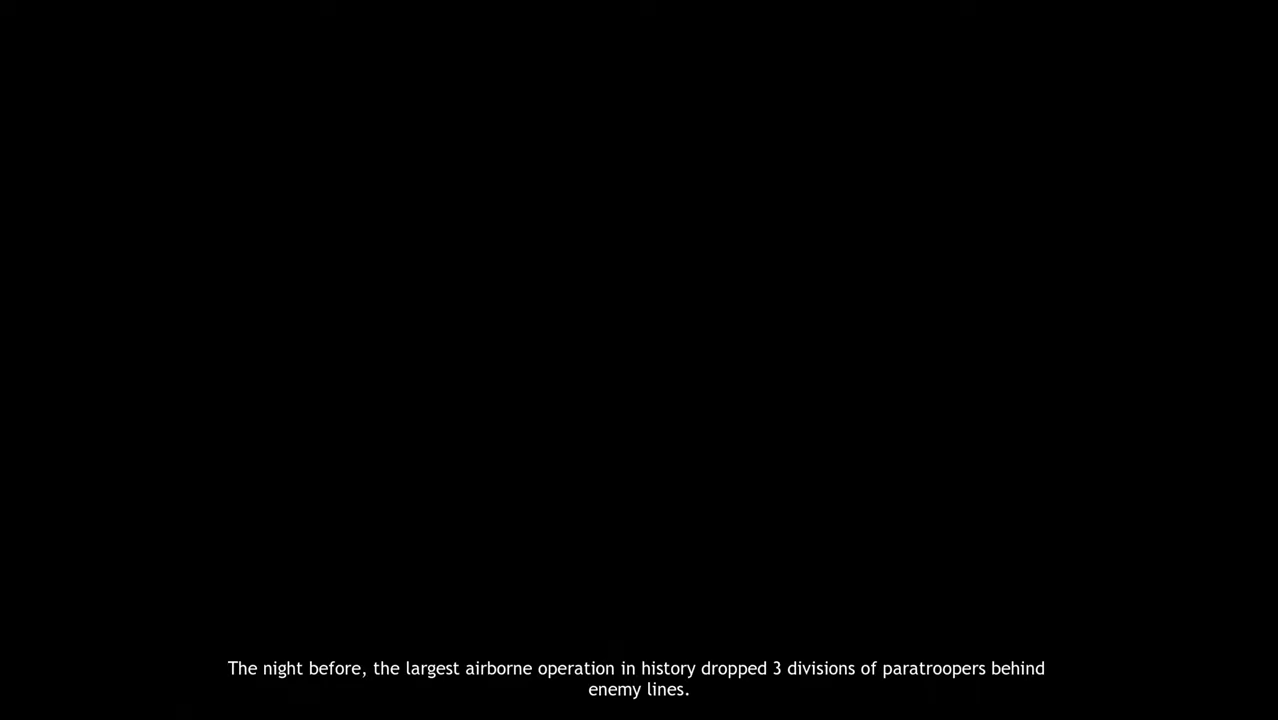 The night before, the largest airborne operation in history dropped 3 divisions of paratroopers behind
enemy lines.